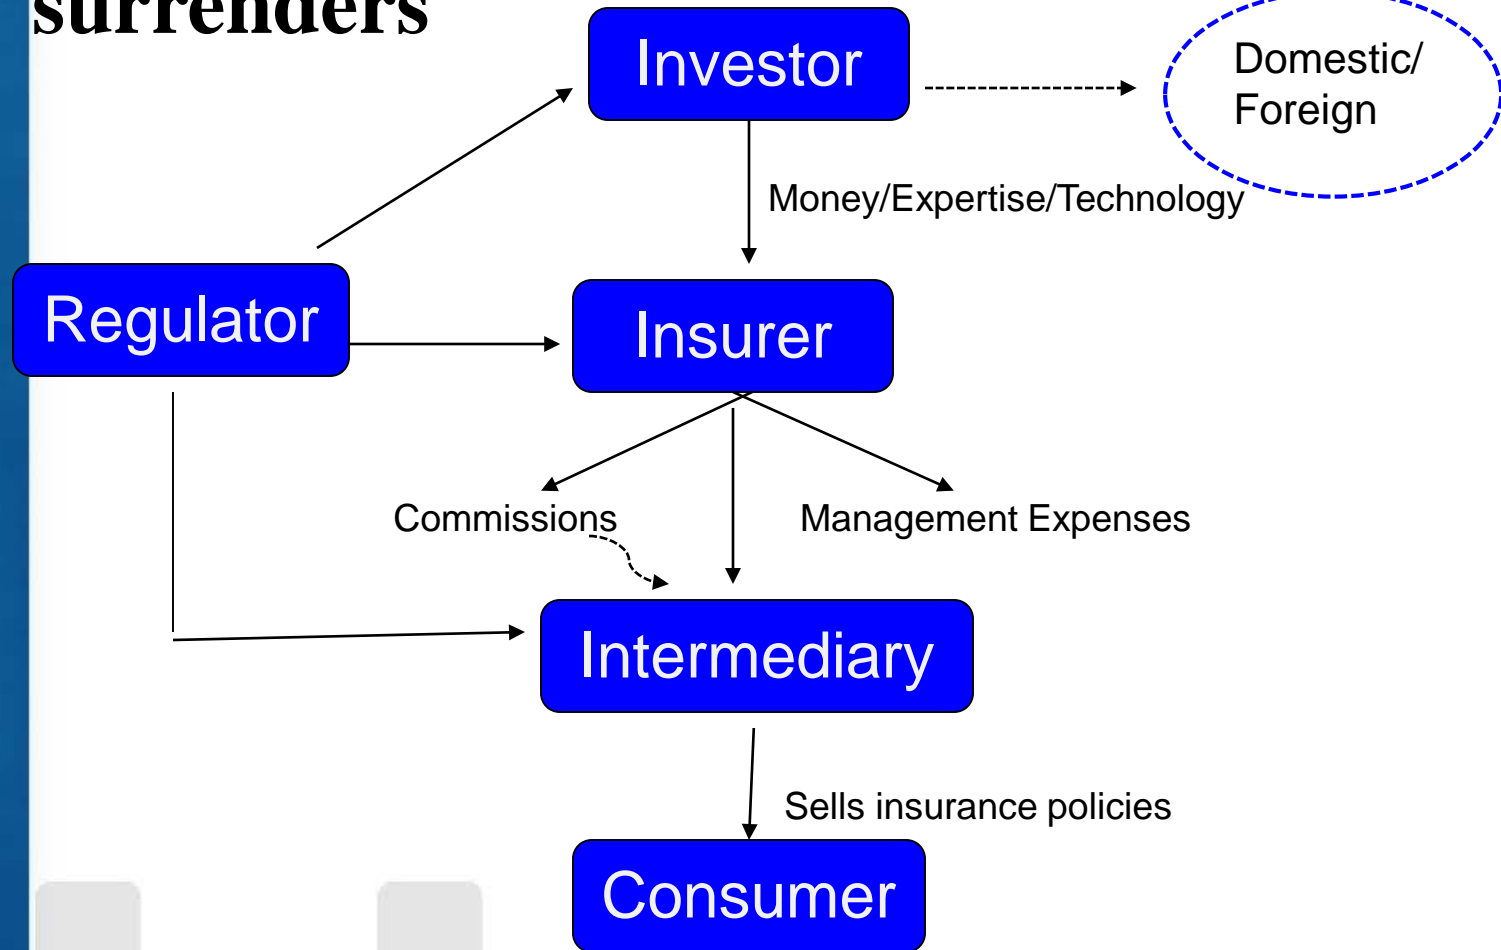 surrenders
Investor
Domestic/
Foreign
Money/Expertise/Technology
Regulator
Insurer
Commissions
Management Expenses
Intermediary
Sells insurance policies
Consumer